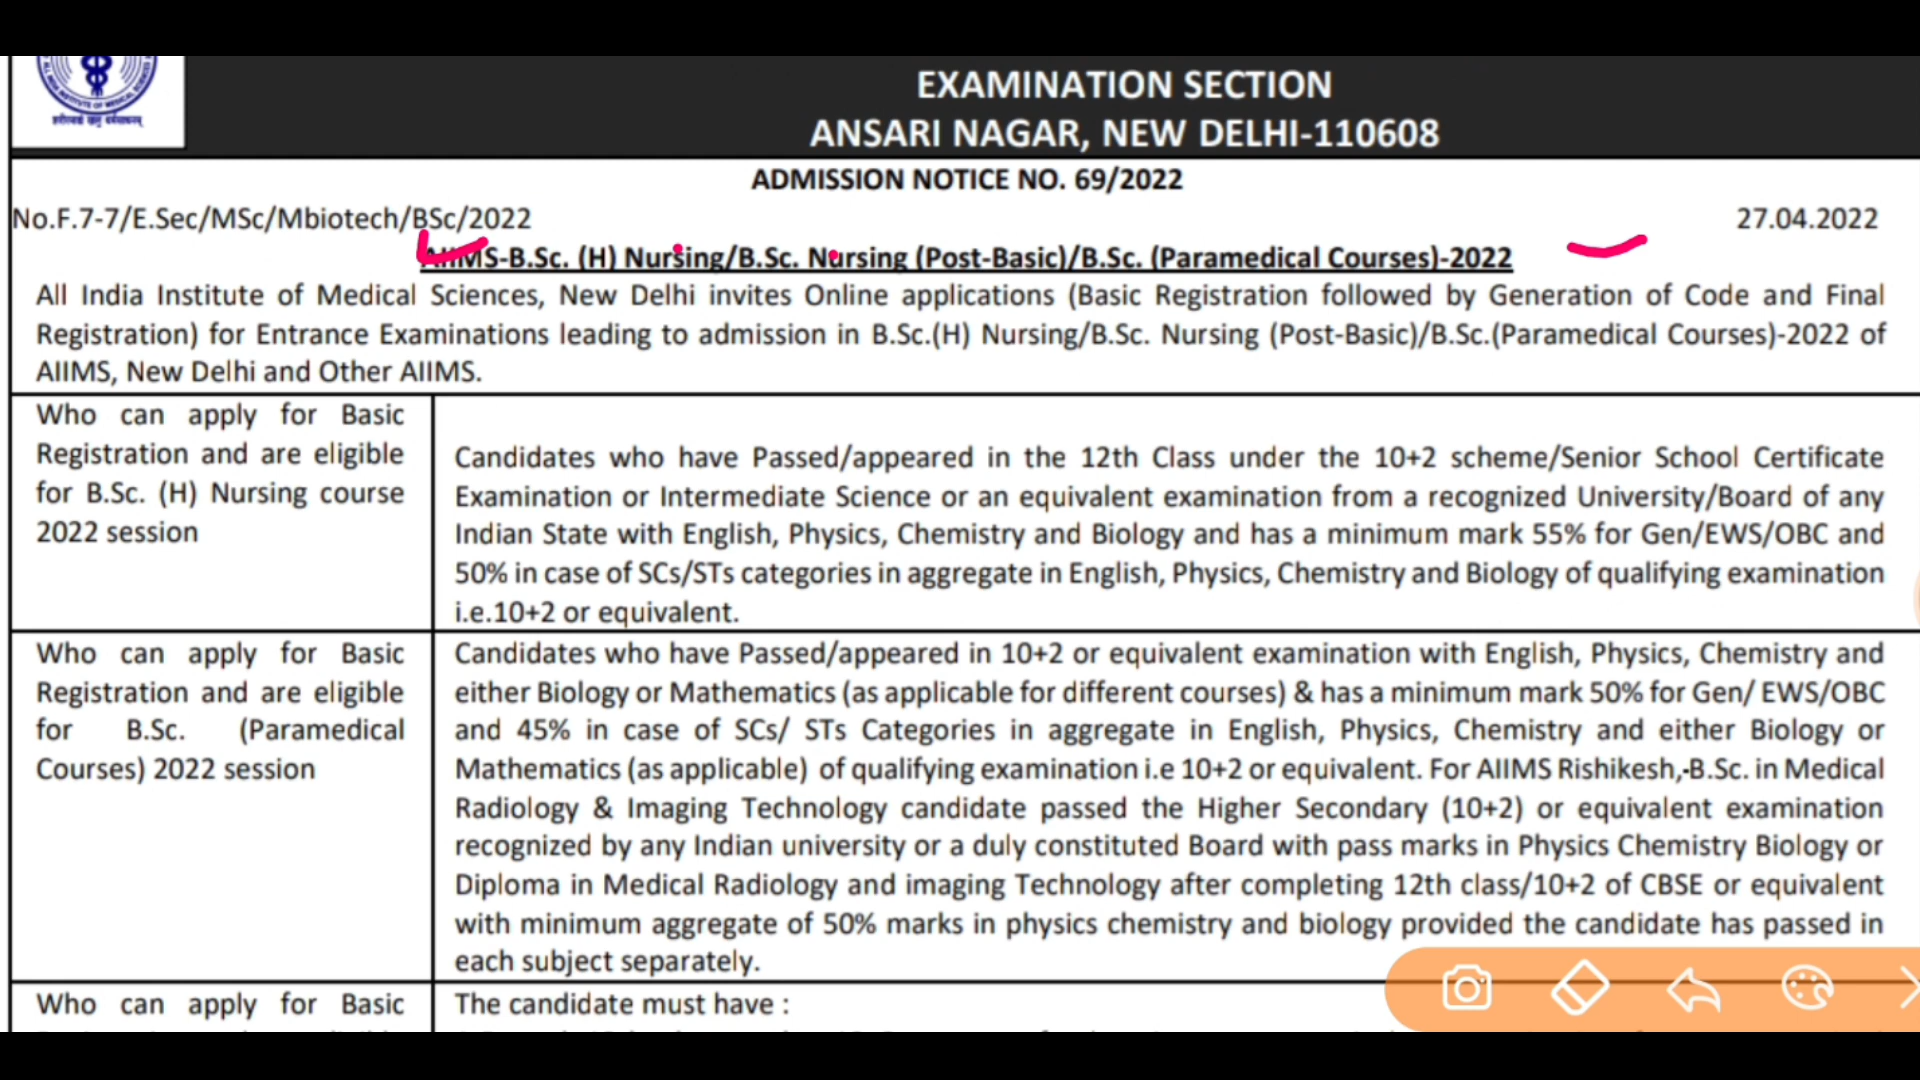 EXAMINATION SECTION
ANSARI NAGAR, NEW DELHI-110608
ADMISSION NOTICE NO. 69/2022
No.F.7-7/E.Sec/MSc/Mbiotech/BSc/2022 27.04.2022
AIIMS-B.Sc. (H) Nursing/B.Sc. Nursing (Post-Basic)/B.Sc. (Paramedical Courses)-2022
All India Institute of Medical Sciences, New Delhi invites Online applications (Basic Registration followed by Generation of Code and Final
Registration) for Entrance Examinations leading to admission in B.Sc.(H) Nursing/B.Sc. Nursing (Post-Basic)/B.Sc.(Paramedical Courses)-2022 of
AIIMS, New Delhi and Other AIIMS.
Who can apply for Basic
Registration and are eligible
for B.Sc. (H) Nursing course
2022 session
Candidates who have Passed/appeared in the 12th Class under the 10+2 scheme/Senior School Certificate
Examination or Intermediate Science or an equivalent examination from a recognized University/Board of any
Indian State with English, Physics, Chemistry and Biology and has a minimum mark 55% for Gen/EWS/OBC and
50% in case of SCs/STs categories in aggregate in English, Physics, Chemistry and Biology of qualifying examination
i.e.10+2 or equivalent.
Who can apply for Basic
Registration and are eligible
for B.Sc. (Paramedical
Courses) 2022 session
Candidates who have Passed/appeared in 10+2 or equivalent examination with English, Physics, Chemistry and
either Biology or Mathematics (as applicable for different courses) & has a minimum mark 50% for Gen/ EWS/OBC
and 45% in case of SCs/ STs Categories in aggregate in English, Physics, Chemistry and either Biology or
Mathematics (as applicable) of qualifying examination i.e 10+2 or equivalent. For AIIMS Rishikesh,-B.Sc. in Medical
Radiology & Imaging Technology candidate passed the Higher Secondary (10+2) or equivalent examination
recognized by any Indian university or a duly constituted Board with pass marks in Physics Chemistry Biology or
Diploma in Medical Radiology and imaging Technology after completing 12th class/10+2 of CBSE or equivalent
with minimum aggregate of 50% marks in physics chemistry and biology provided the candidate has passed in
each subject separately.
Who can apply for Basic
The candidate must have :